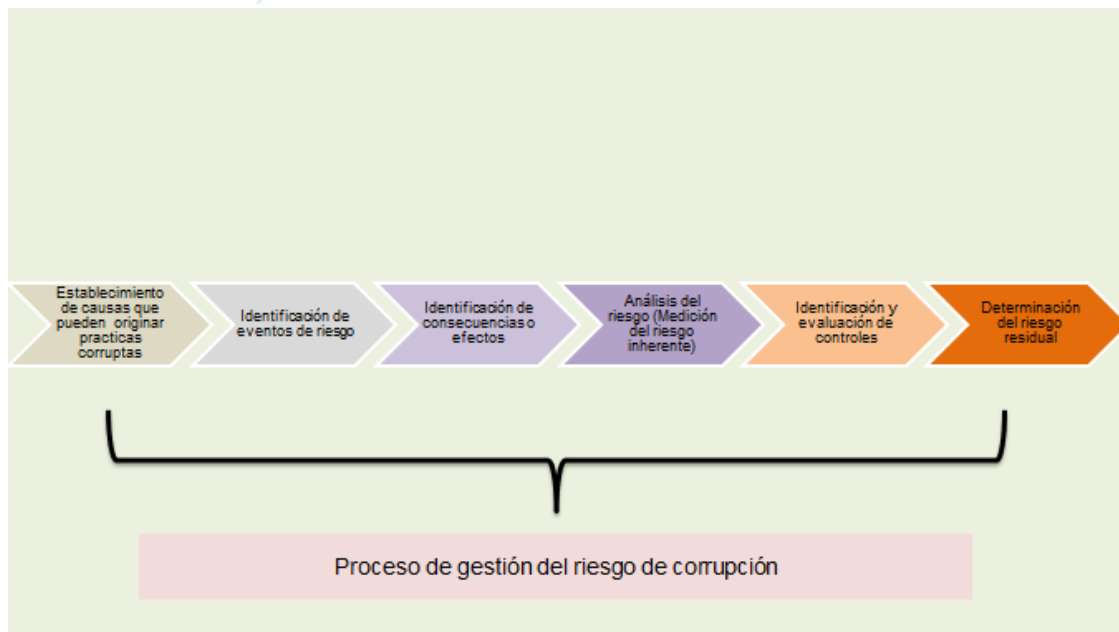 Establecimiento
de causas que
pueden originar
practicas
corruptas
Identificación de
eventos de riesgo
Identificación de
consecuencias o
efectos
Análisis del
riesgo (Medición
del riesgo
inherente)
Identificación y
evaluación de
controles
Determinación
del riesgo
residual
Proceso de gestión del riesgo de corrupción